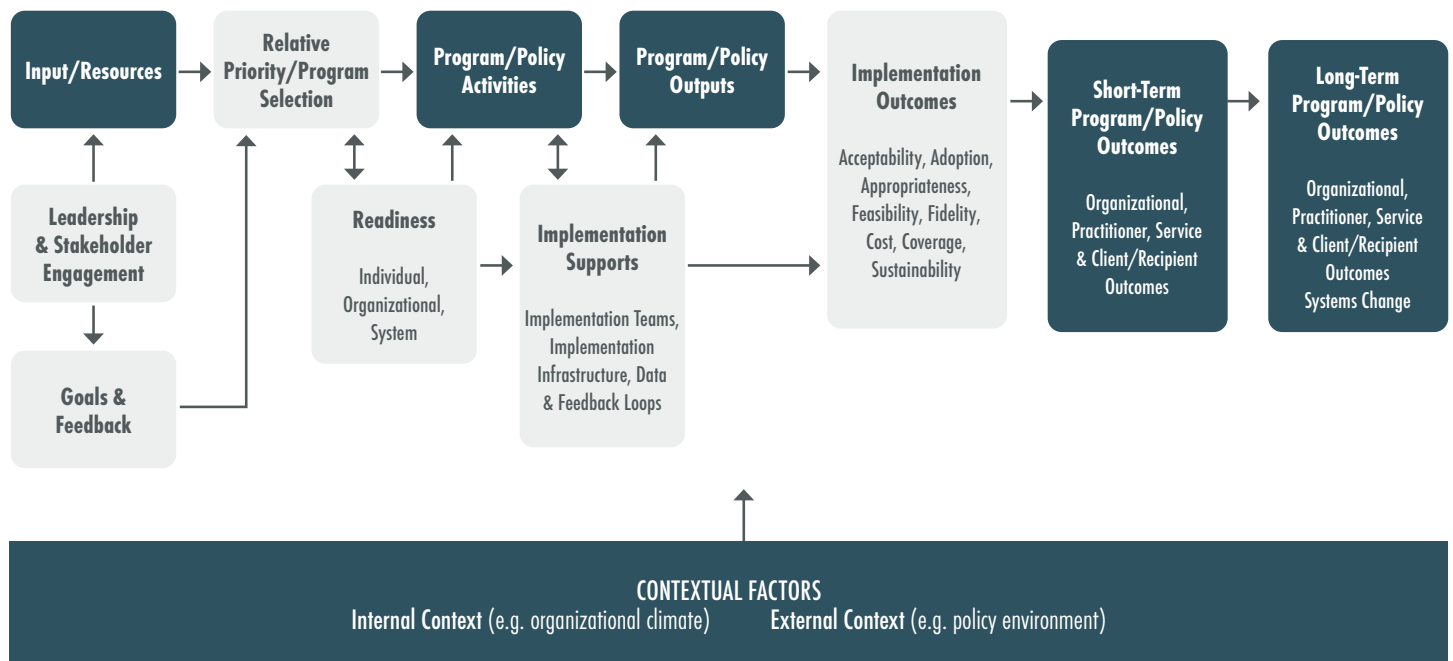 Input/Resources
Relative
Priority/Program
Selection
Program/Policy
Activities
Program/Policy
Outputs
Implementation
Outcomes
Acceptability, Adoption,
Appropriateness,
Feasibility, Fidelity,
Cost, Coverage,
Sustainability
Short-Term
Program/Policy
Outcomes
Organizational,
Practitioner, Service
& Client/Recipient
Outcomes
Long-Term
Program/Policy
Outcomes
Organizational,
Practitioner, Service
& Client/Recipient
Outcomes
Systems Change
Leadership
& Stakeholder
Engagement
Readiness
Individual,
Organizational,
System
Implementation
Supports
Implementation Teams,
Implementation
Infrastructure, Data
& Feedback Loops
Goals &
Feedback
CONTEXTUAL FACTORS
Internal Context (e.g. organizational climate) External Context (e.g. policy environment)